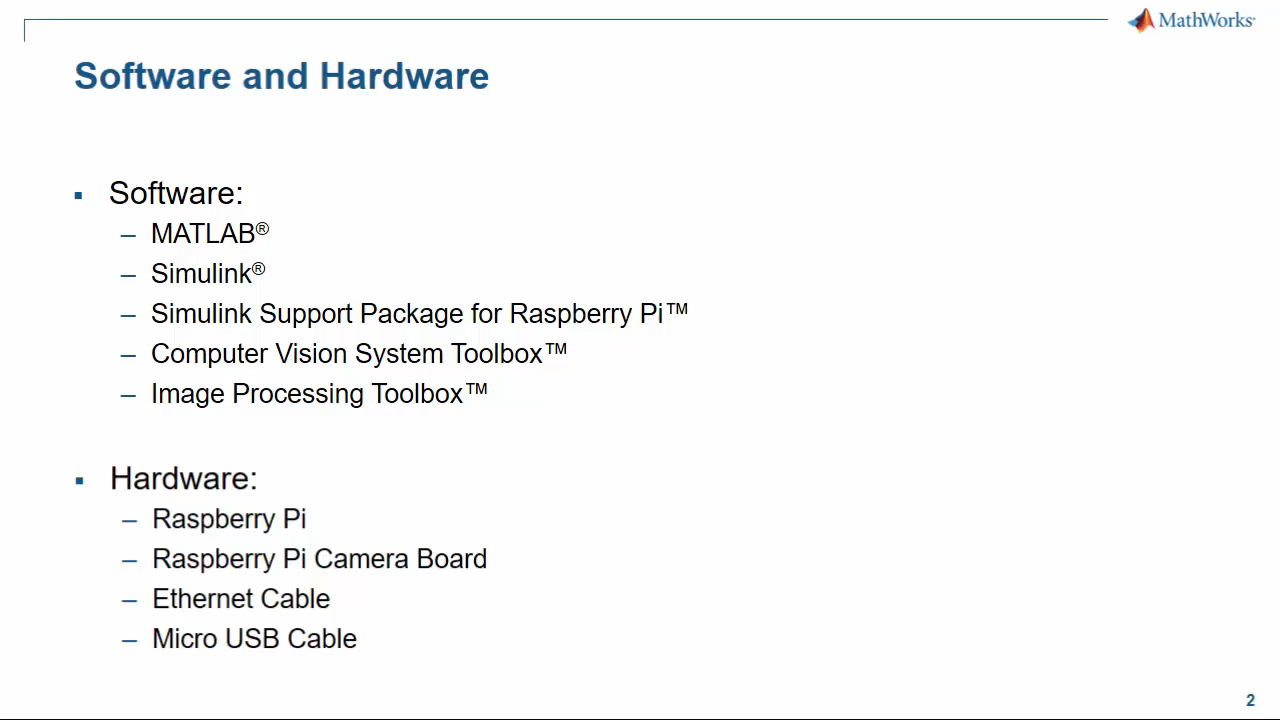 MathWorks®
Software and Hardware
▪ Software:
– MATLAB®
– Simulink®
– Simulink Support Package for Raspberry Pi™
– Computer Vision System Toolbox™
– Image Processing Toolbox™
▪ Hardware:
– Raspberry Pi
– Raspberry Pi Camera Board
– Ethernet Cable
– Micro USB Cable
2